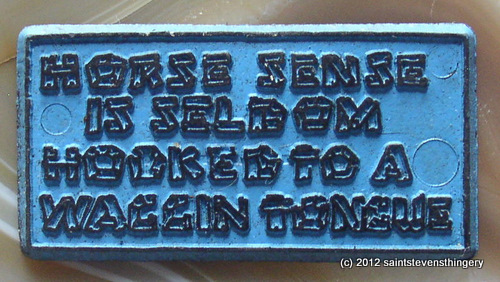 HORSE SENSE
IS SELDOM
HOOKED TO A
WAGGIN TONGUE
(c) 2012 saintstevensthingery